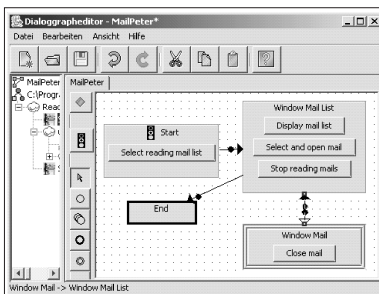 Dialoggrapheditor - MailPeter*
Datei Bearbeiten Ansicht Hilfe
MailPeter
C:\Progr
Read
MailPeter
Start
Select reading mail list
Window Mail List
Display mail list
Select and open mail
Stop reading mails
End
Window Mail
Close mail
Window Mail -> Window Mail List